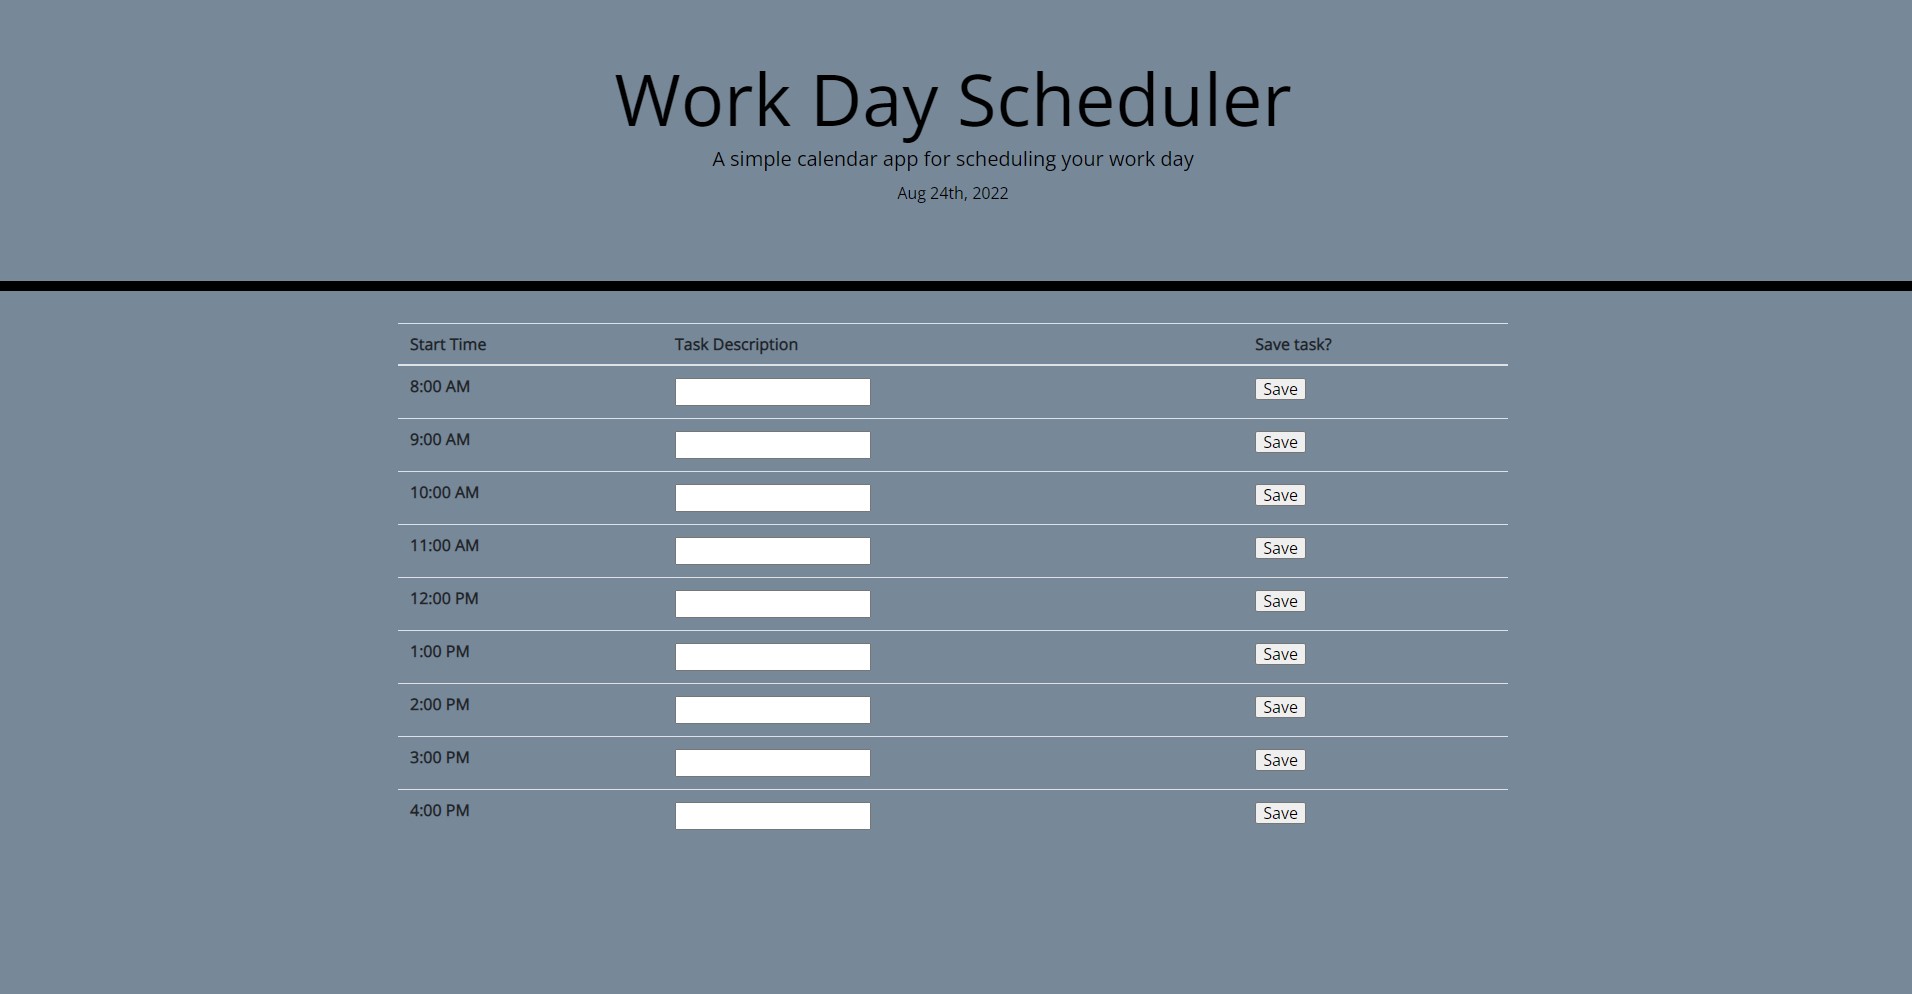 Work Day Scheduler
A simple calendar app for scheduling your work day
Aug 24th, 2022
Start Time Task Description Save task?
8:00 AM Save
9:00 AM Save
10:00 AM Save
11:00 AM Save
12:00 PM Save
1:00 PM Save
2:00 PM Save
3:00 PM Save
4:00 PM Save